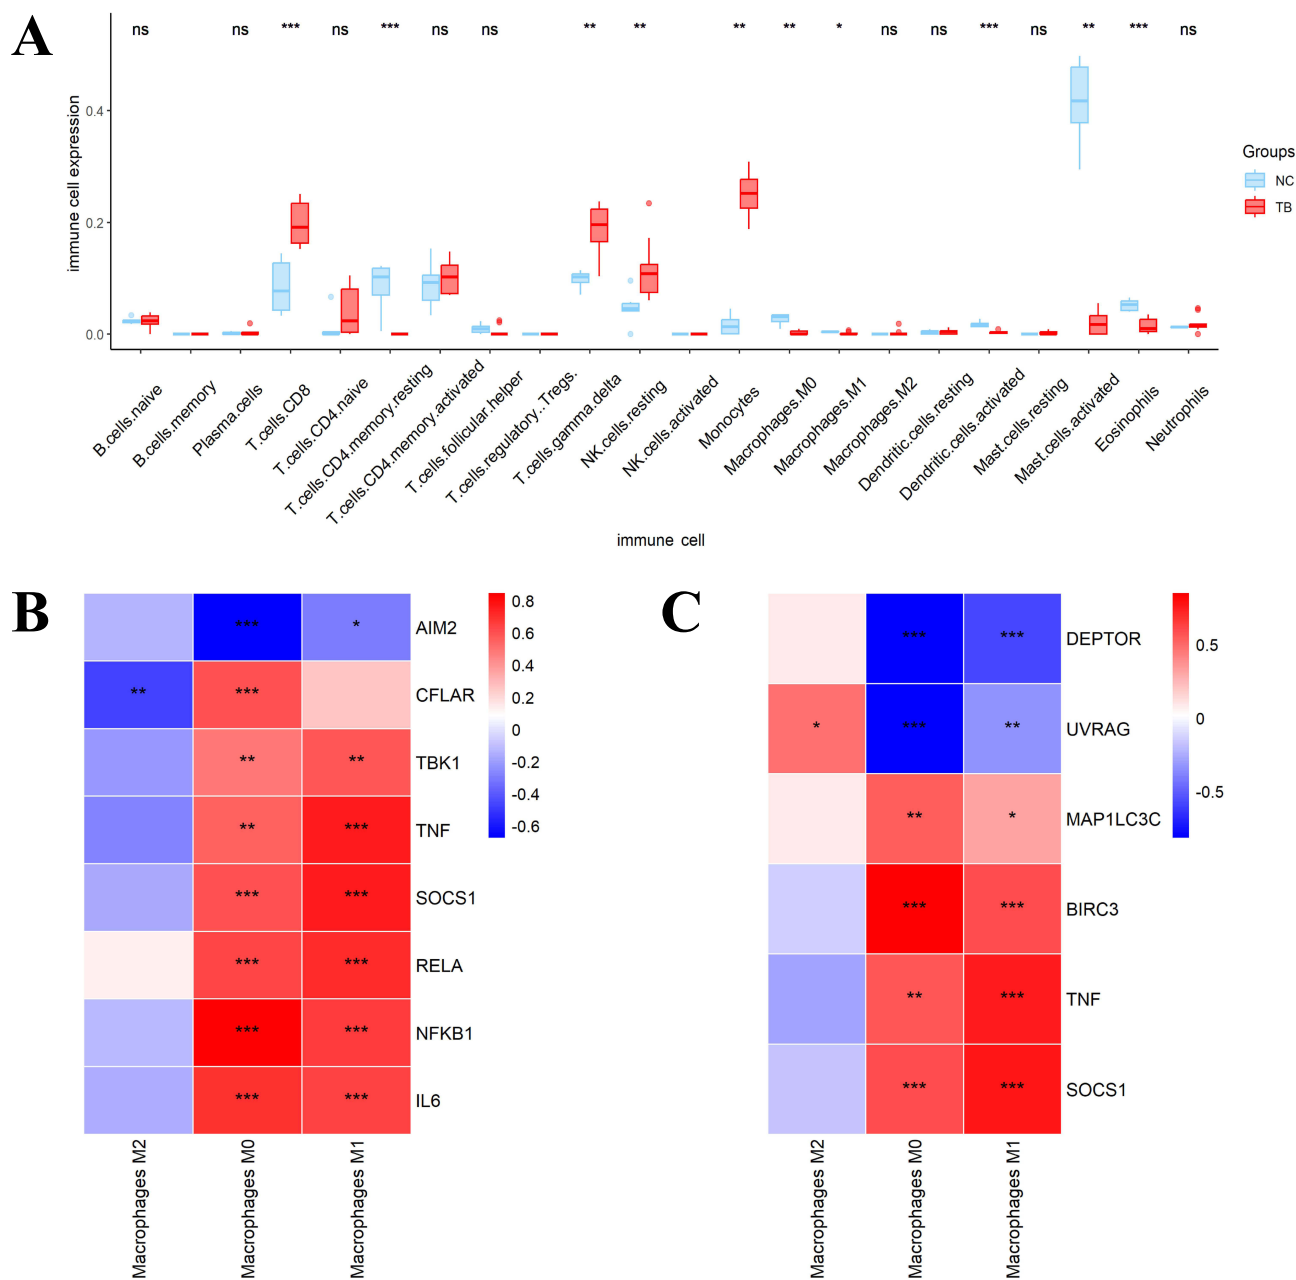 A
ns ns *** ns *** ns ns ** ** ** ** * ns ns *** ns ** *** ns
immune cell expression
0.4
0.2
0.0
Groups
NC
TB
B.cells.naive
B.cells.memory
Plasma.cells
T.cells.CD8
T.cells.CD4.naive
T.cells.CD4.memory.resting
T.cells.CD4.memory.activated
T.cells.follicular.helper
T.cells.regulatory..Tregs.
T.cells.gamma.delta
NK.cells.resting
NK.cells.activated
Monocytes
Macrophages.M0
Macrophages.M1
Macrophages.M2
Dendritic.cells.resting
Dendritic.cells.activated
Mast.cells.resting
Mast.cells.activated
Eosinophils
Neutrophils
immune cell
B
*** * AIM2
** *** CFLAR
** ** TBK1
** *** TNF
*** *** SOCS1
*** *** RELA
*** *** NFKB1
*** *** IL6
0.8
0.6
0.4
0.2
0
-0.2
-0.4
-0.6
Macrophages M2
Macrophages M0
Macrophages M1
C
*** *** DEPTOR
* *** ** UVRAG
** * MAP1LC3C
*** *** BIRC3
** *** TNF
*** *** SOCS1
0.5
0
-0.5
Macrophages M2
Macrophages M0
Macrophages M1